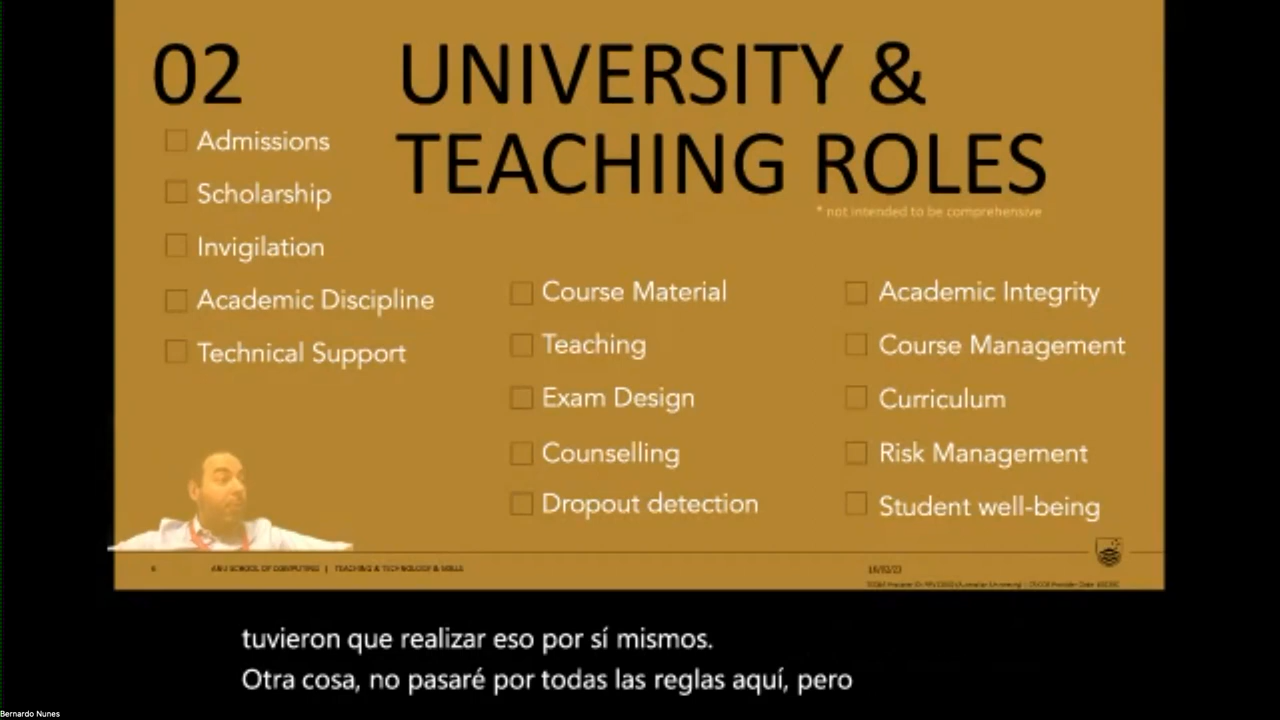 02
UNIVERSITY &
TEACHING ROLES
* not intended to be comprehensive
Admissions
Scholarship
Invigilation
Academic Discipline
Technical Support
Course Material
Teaching
Exam Design
Counselling
Dropout detection
Academic Integrity
Course Management
Curriculum
Risk Management
Student well-being
ANU SCHOOL OF COMPUTING | TEACHING & TECHNOLOGY & SKILLS
tuvieron que realizar eso por sí mismos.
Otra cosa, no pasaré por todas las reglas aquí, pero
Bernardo Nunes